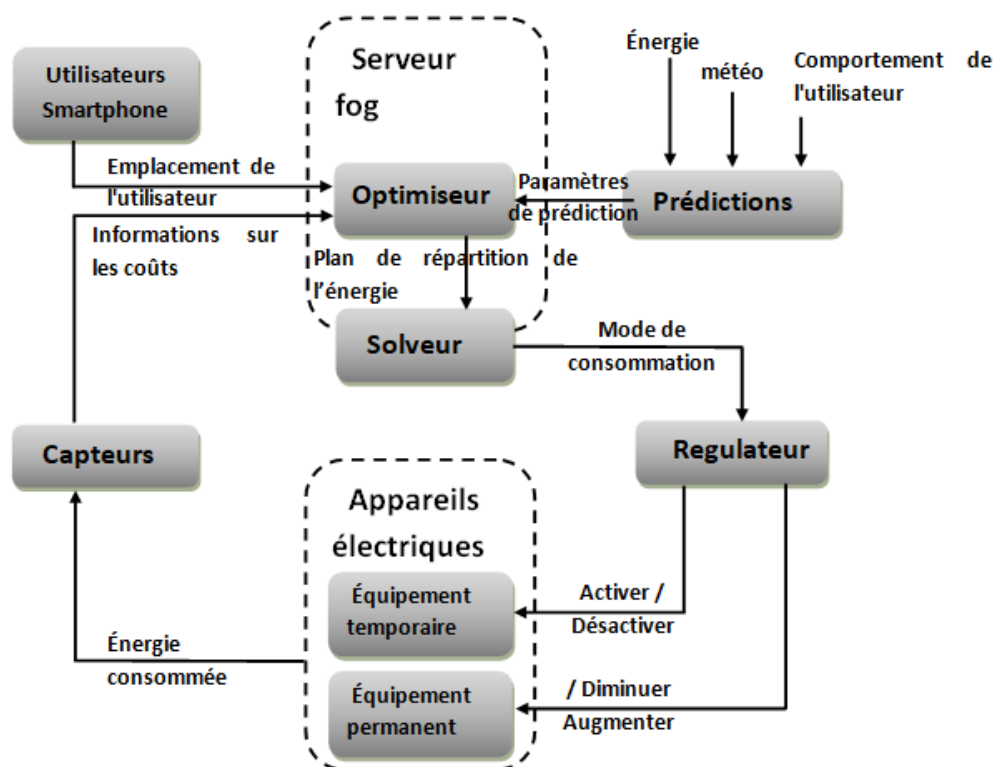 Utilisateurs
Smartphone
Serveur
fog
Énergie
météo
Comportement de
l'utilisateur
Emplacement de
l'utilisateur
Optimiseur
Paramètres
de prédiction
Prédictions
Informations sur
les coûts
Plan de répartition de
l'énergie
Solveur
Mode de
consommation
Capteurs
Regulateur
Appareils
électriques
Équipement
temporaire
Activer /
Désactiver
Énergie
consommée
Équipement
permanent
/ Diminuer
Augmenter